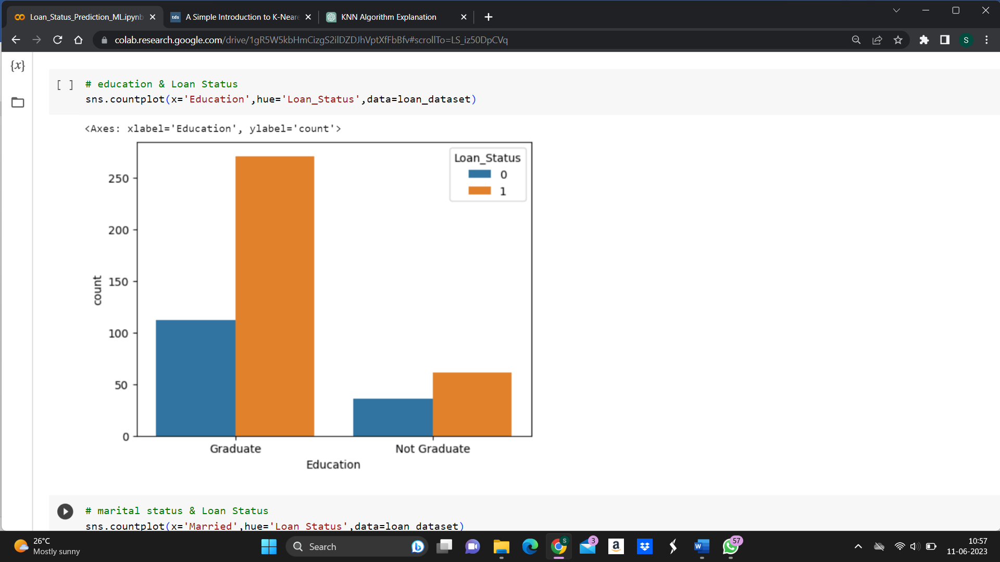 Loan_Status_Prediction_ML.ipynb
tds A Simple Introduction to K-Neare
KNN Algorithm Explanation
colab.research.google.com/drive/1gR5W5kbHmCizgS2ilDZDJhVptXfFbBfv#scrollTo=LS_iz50DpCVq
S
{x}
[ ] # education & Loan Status
sns.countplot(x='Education',hue='Loan_Status',data=loan_dataset)
<Axes: xlabel='Education', ylabel='count'>
Loan_Status
0
1
250
200
150
100
50
0
count
Graduate Not Graduate
Education
# marital status & Loan Status
sns.countplot(x='Married',hue='Loan_Status',data=loan_dataset)
26°C
Mostly sunny
Search
S
3
a
W
57
10:57
11-06-2023